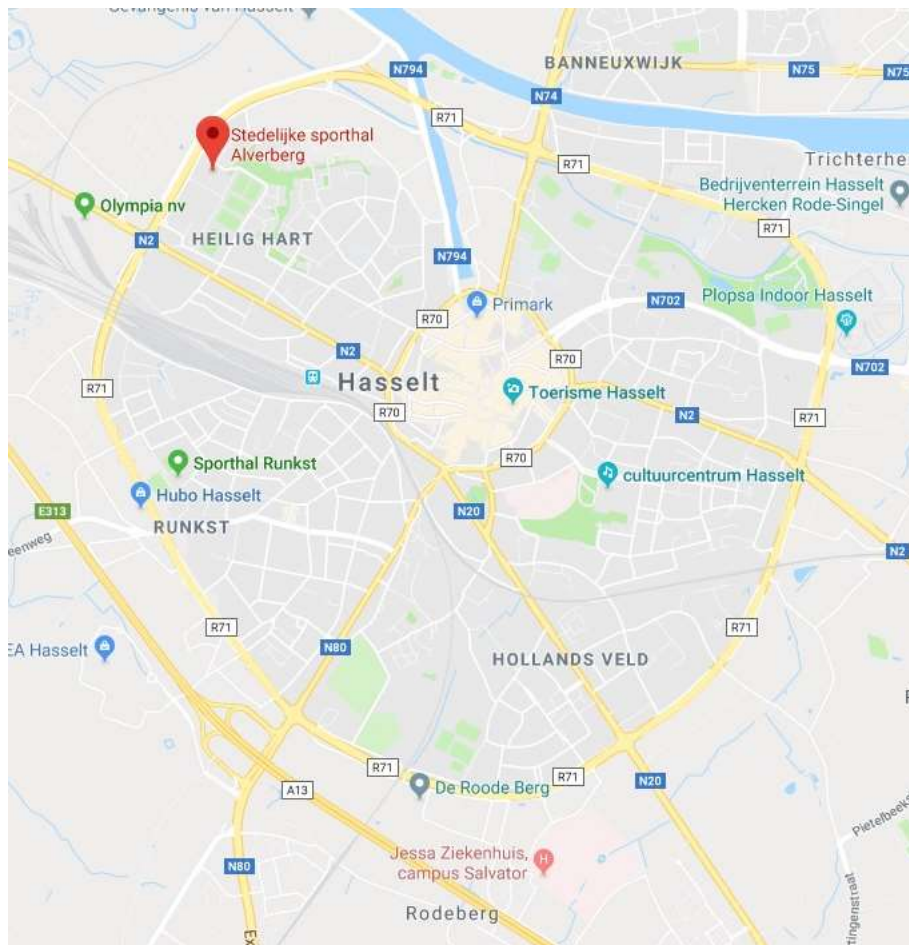 Gevangenis van Hasselt
N794
BANNEUXWIJK
N75
N75
N74
R71
Stedelijke sporthal
Alverberg
R71
Bedrijventerrein Hasselt
Hercken Rode-Singel
Olympia nv
R71
N2
HEILIG HART
N794
N702
Plopsa Indoor Hasselt
Primark
R70
N2
R70
N702
Hasselt
R71
Toerisme Hasselt
R70
N2
R71
R70
Sporthal Runkst
cultuurcentrum Hasselt
Hubo Hasselt
E313
N20
RUNKST
N2
R71
R71
EA Hasselt
N80
HOLLANDS VELD
R71
R71
A13
De Roode Berg
N20
Jessa Ziekenhuis,
campus Salvator
N80
Rodeberg